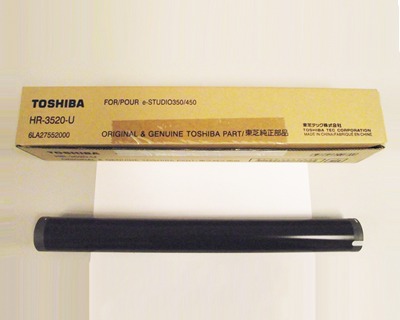 TOSHIBA
FOR/POUR e-STUDIO350/450
HR-3520-U
6LA27552000
ORIGINAL & GENUINE TOSHIBA PART/東芝純正部品
東芝テック株式会社
TOSHIBA TEC CORPORATION
MADE IN CHINA/FABRIQUE EN CHINE
TOSHIBA